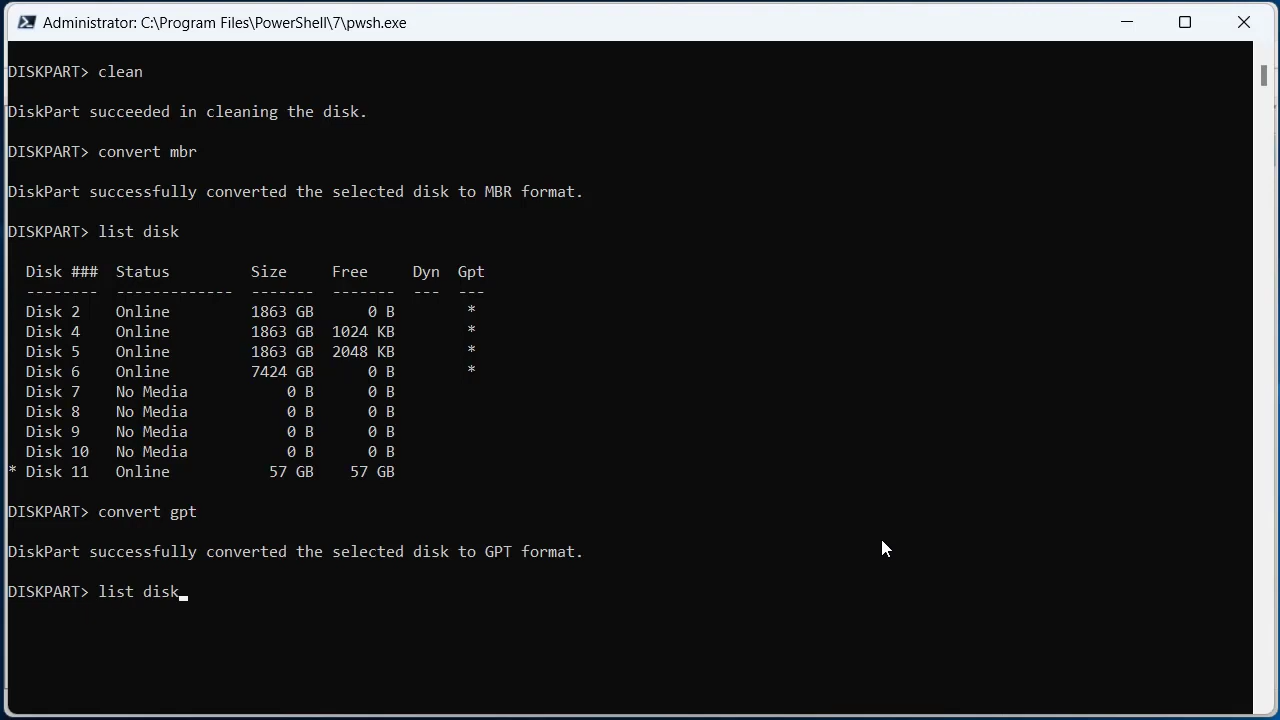 Administrator: C:\Program Files\PowerShell\7\pwsh.exe
DISKPART> clean
DiskPart succeeded in cleaning the disk.
DISKPART> convert mbr
DiskPart successfully converted the selected disk to MBR format.
DISKPART> list disk
  Disk ###  Status         Size     Free     Dyn  Gpt
  --------  -------------  -------  -------  ---  ---
  Disk 2    Online         1863 GB      0 B        *
  Disk 4    Online         1863 GB  1024 KB        *
  Disk 5    Online         1863 GB  2048 KB        *
  Disk 6    Online         7424 GB      0 B        *
  Disk 7    No Media           0 B      0 B
  Disk 8    No Media           0 B      0 B
  Disk 9    No Media           0 B      0 B
  Disk 10   No Media           0 B      0 B
* Disk 11   Online           57 GB    57 GB
DISKPART> convert gpt
DiskPart successfully converted the selected disk to GPT format.
DISKPART> list disk